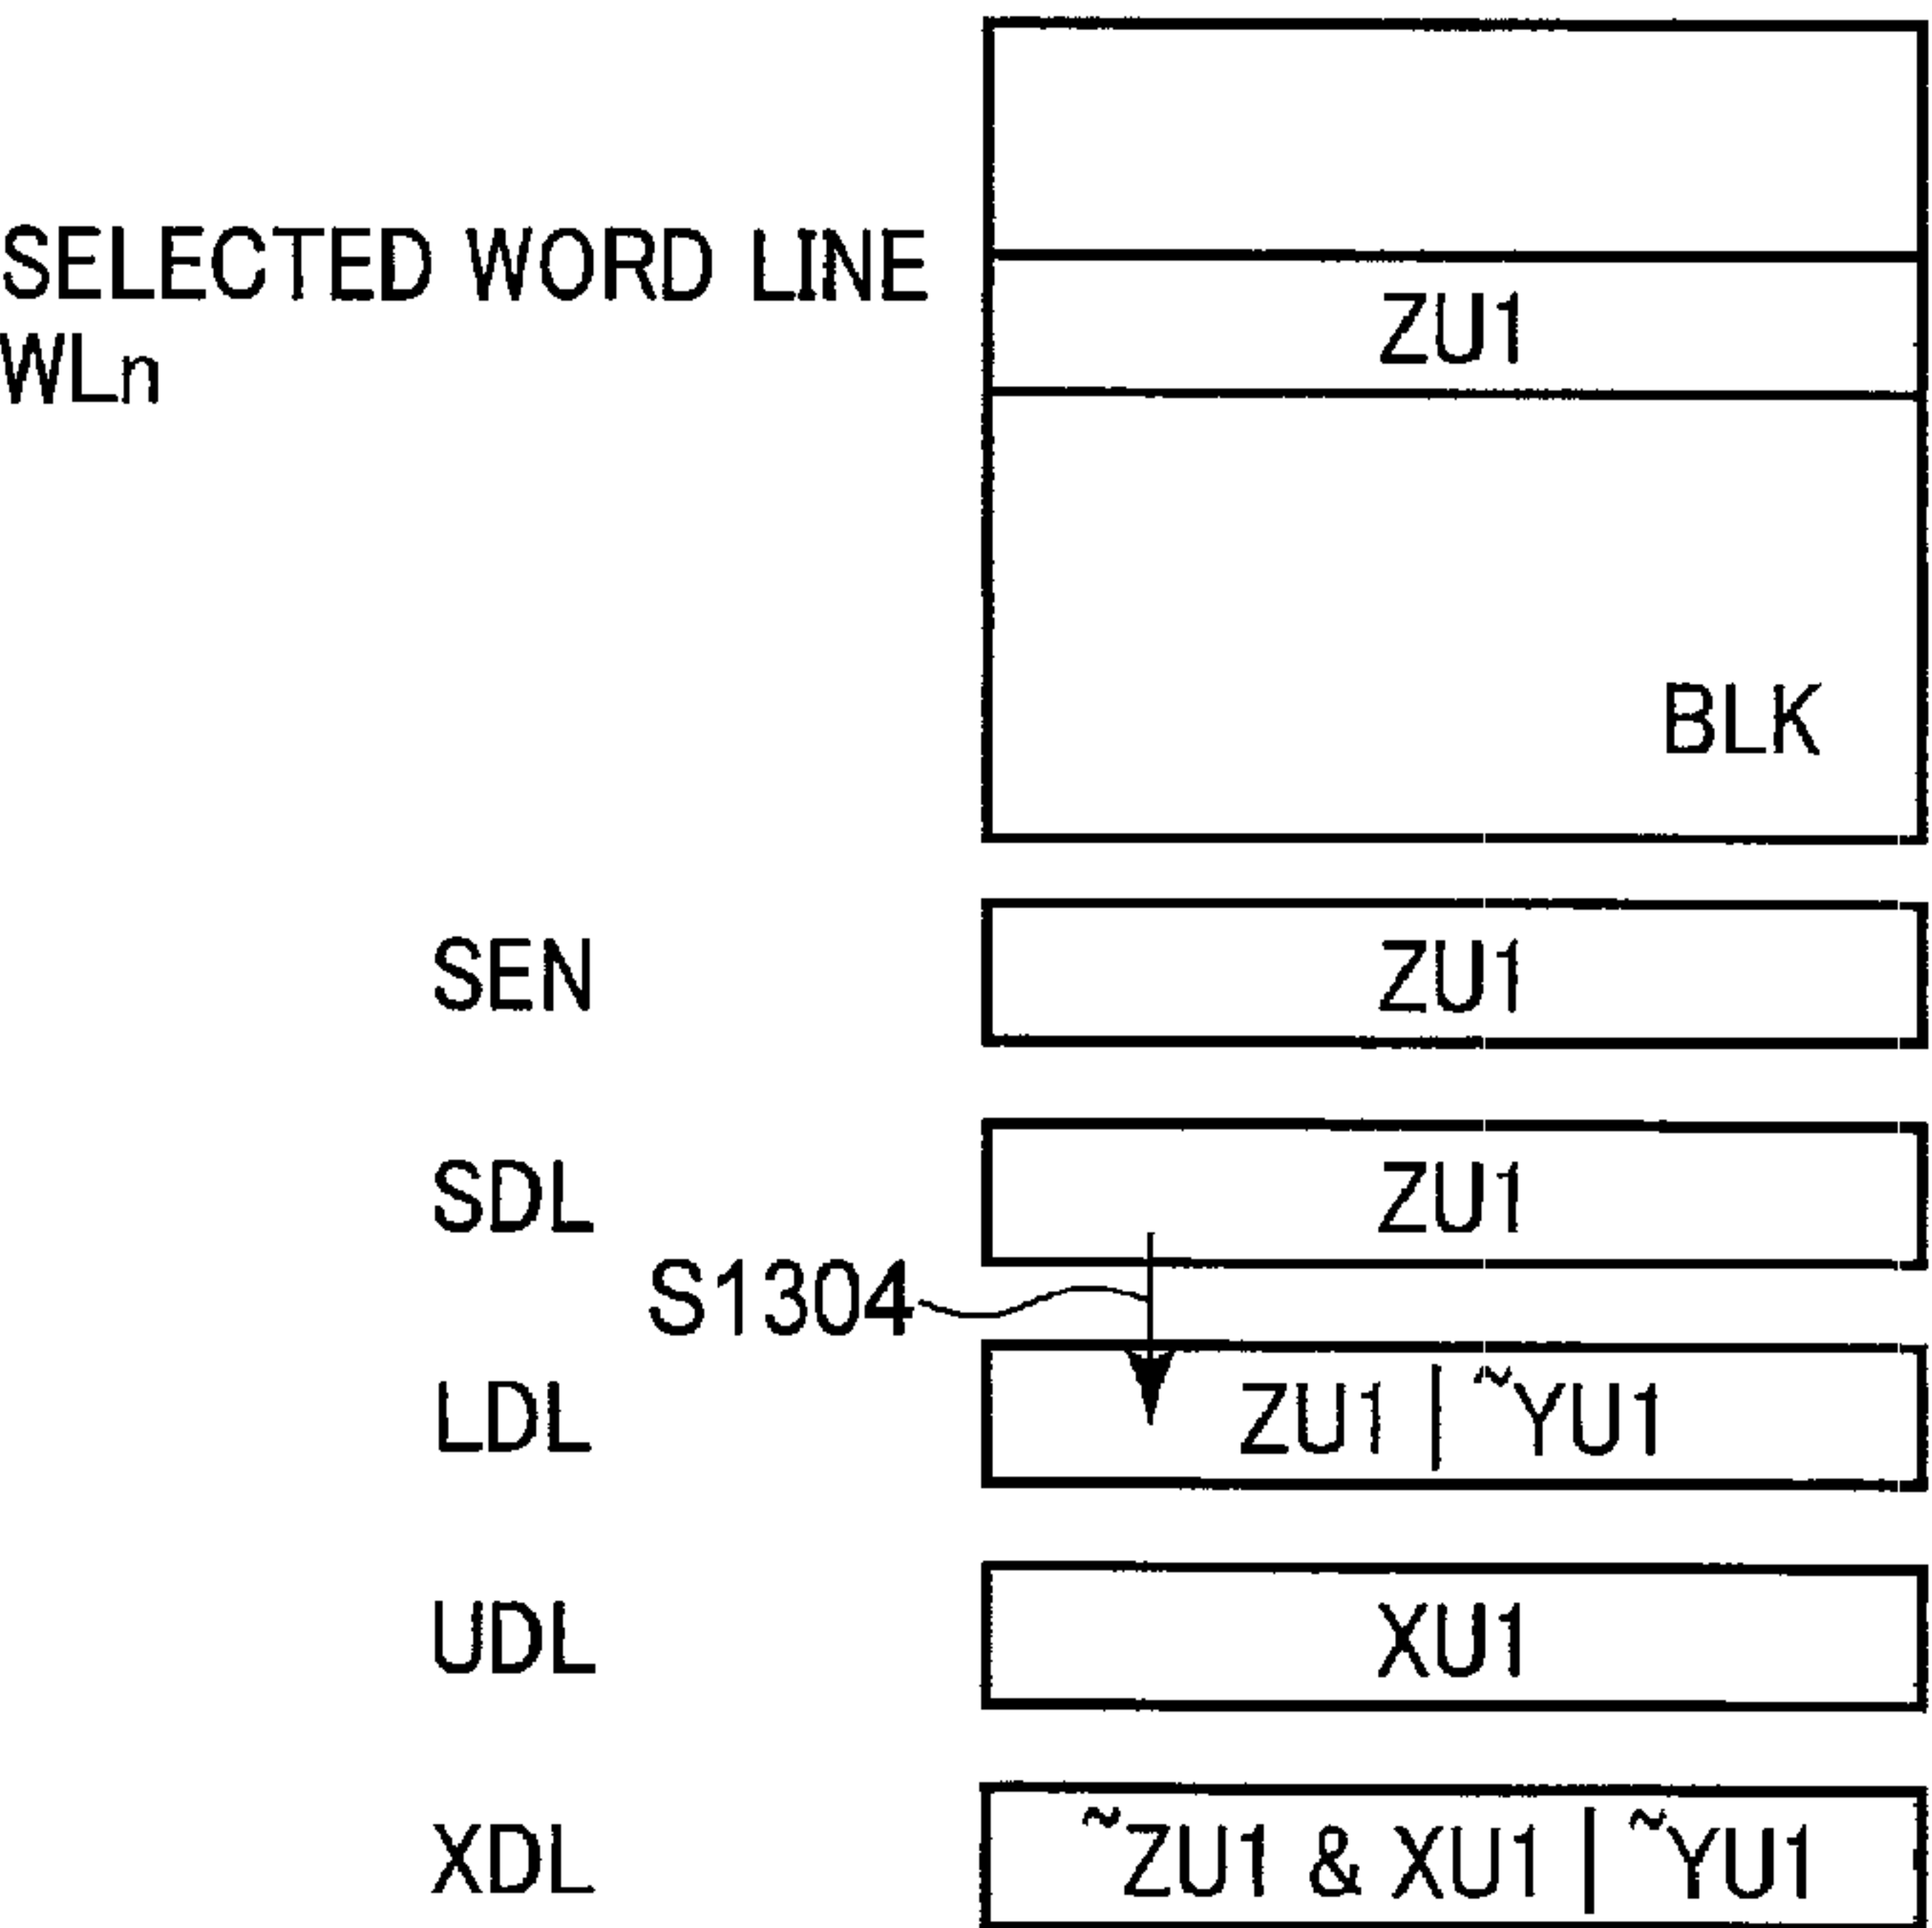 SELECTED WORD LINE
WLn
ZU1
BLK
SEN ZU1
SDL ZU1
S1304
LDL ZU1 | ~YU1
UDL XU1
XDL ~ZU1 & XU1 | ~YU1